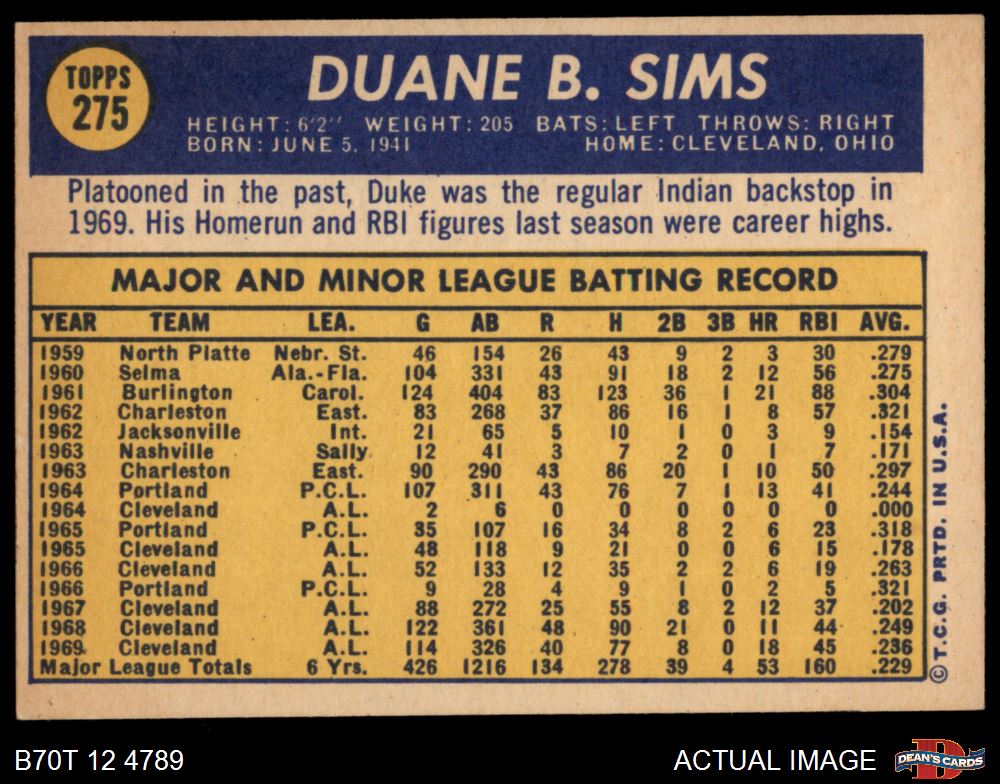 TOPPS
275
DUANE B. SIMS
HEIGHT: 6'2" WEIGHT: 205 BATS: LEFT THROWS: RIGHT
BORN: JUNE 5, 1941 HOME: CLEVELAND, OHIO
Platooned in the past, Duke was the regular Indian backstop in
1969. His Homerun and RBI figures last season were career highs.
MAJOR AND MINOR LEAGUE BATTING RECORD
YEAR TEAM LEA. G AB R H 2B 3B HR RBI AVG.
1959 North Platte Nebr. St. 46 154 26 43 9 2 3 30 .279
1960 Selma Ala.-Fla. 104 331 43 91 18 2 12 56 .275
1961 Burlington Carol. 124 404 83 123 36 1 21 88 .304
1962 Charleston East. 83 268 37 86 16 1 8 57 .321
1962 Jacksonville Int. 21 65 5 10 1 0 3 9 .154
1963 Nashville Sally 12 41 3 7 2 0 1 7 .171
1963 Charleston East. 90 290 43 86 20 1 10 50 .297
1964 Portland P.C.L. 107 311 43 76 7 1 13 41 .244
1964 Cleveland A.L. 2 6 0 0 0 0 0 0 .000
1965 Portland P.C.L. 35 107 16 34 8 2 6 23 .318
1965 Cleveland A.L. 48 118 9 21 0 0 6 15 .178
1966 Cleveland A.L. 52 133 12 35 2 2 6 19 .263
1966 Portland P.C.L. 9 28 4 9 1 0 2 5 .321
1967 Cleveland A.L. 88 272 25 55 8 2 12 37 .202
1968 Cleveland A.L. 122 361 48 90 21 0 11 44 .249
1969 Cleveland A.L. 114 326 40 77 8 0 18 45 .236
Major League Totals 6 Yrs. 426 1216 134 278 39 4 53 160 .229
© T.C.G. PRTD. IN U.S.A.
B70T 12 4789
ACTUAL IMAGE
DEAN'S CARDS